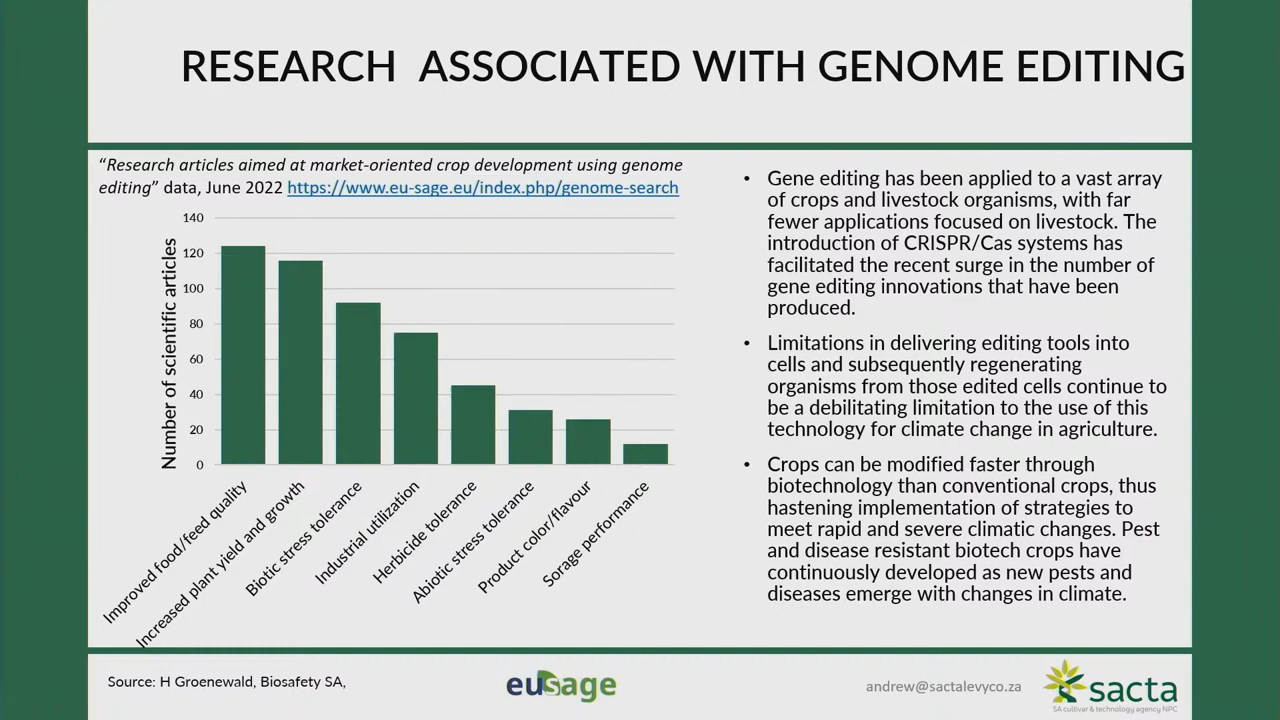 RESEARCH  ASSOCIATED WITH GENOME EDITING
“Research articles aimed at market-oriented crop development using genome
editing” data, June 2022 https://www.eu-sage.eu/index.php/genome-search
Number of scientific articles
140
120
100
80
60
40
20
0
Improved food/feed quality
Increased plant yield and growth
Biotic stress tolerance
Industrial utilization
Herbicide tolerance
Abiotic stress tolerance
Product color/flavour
Sorage performance
• Gene editing has been applied to a vast array
of crops and livestock organisms, with far
fewer applications focused on livestock. The
introduction of CRISPR/Cas systems has
facilitated the recent surge in the number of
gene editing innovations that have been
produced.
• Limitations in delivering editing tools into
cells and subsequently regenerating
organisms from those edited cells continue to
be a debilitating limitation to the use of this
technology for climate change in agriculture.
• Crops can be modified faster through
biotechnology than conventional crops, thus
hastening implementation of strategies to
meet rapid and severe climatic changes. Pest
and disease resistant biotech crops have
continuously developed as new pests and
diseases emerge with changes in climate.
Source: H Groenewald, Biosafety SA,
eusage
andrew@sactalevyco.za
sacta
SA cultivar & technology agency NPC